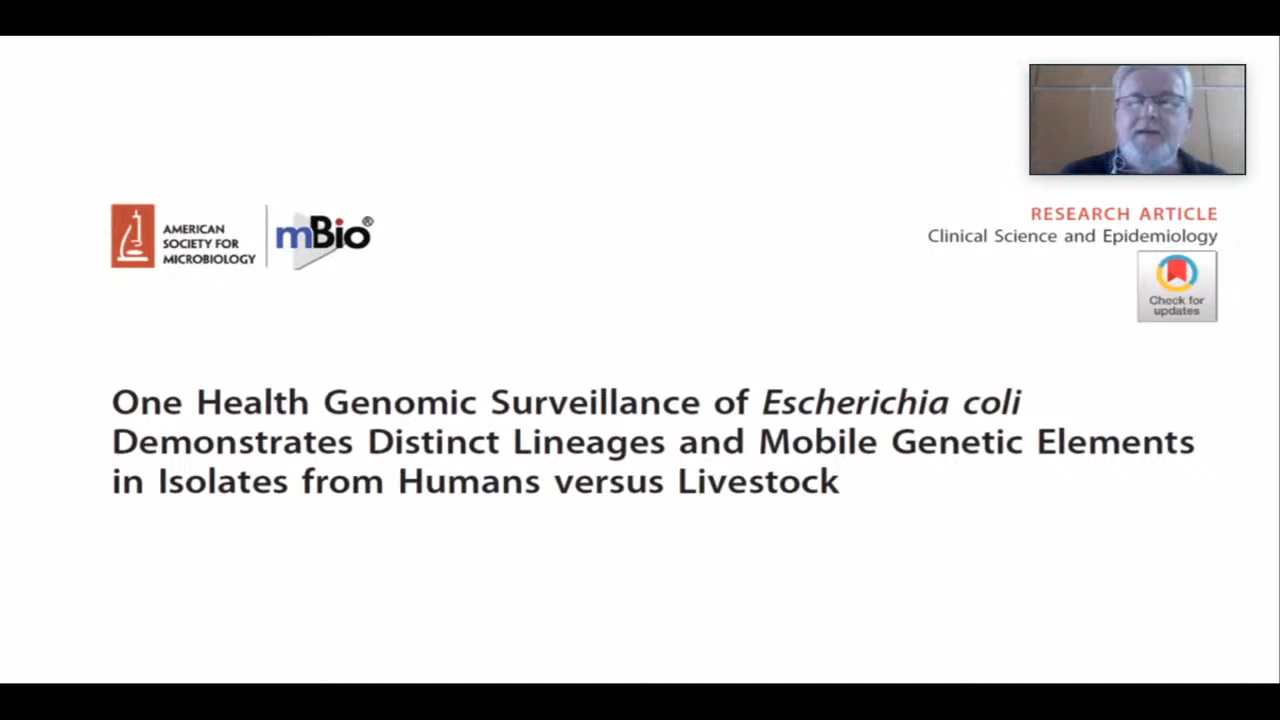 AMERICAN
SOCIETY FOR
MICROBIOLOGY
mBio®
RESEARCH ARTICLE
Clinical Science and Epidemiology
Check for
updates
One Health Genomic Surveillance of Escherichia coli
Demonstrates Distinct Lineages and Mobile Genetic Elements
in Isolates from Humans versus Livestock